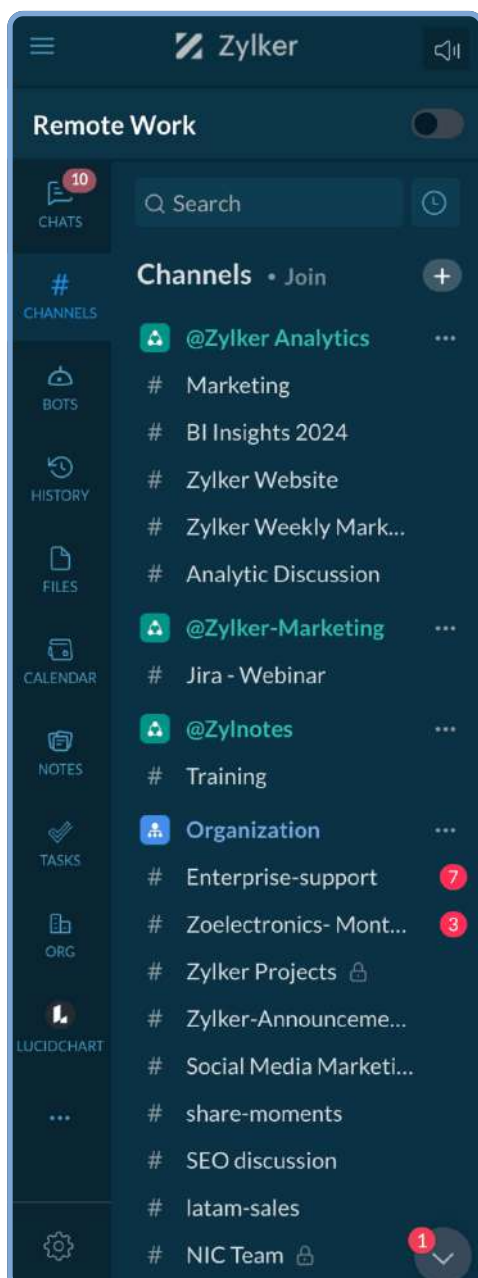 Zylker
Remote Work
10
CHATS
CHANNELS
BOTS
HISTORY
FILES
CALENDAR
NOTES
TASKS
ORG
LUCIDCHART
...
Search
Channels • Join
@Zylker Analytics ...
# Marketing
# BI Insights 2024
# Zylker Website
# Zylker Weekly Mark...
# Analytic Discussion
@Zylker-Marketing ...
# Jira - Webinar
@Zylnotes ...
# Training
Organization ...
# Enterprise-support 7
# Zoelectronics- Mont... 3
# Zylker Projects
# Zylker-Announceme...
# Social Media Marketi...
# share-moments
# SEO discussion
# latam-sales
# NIC Team 1